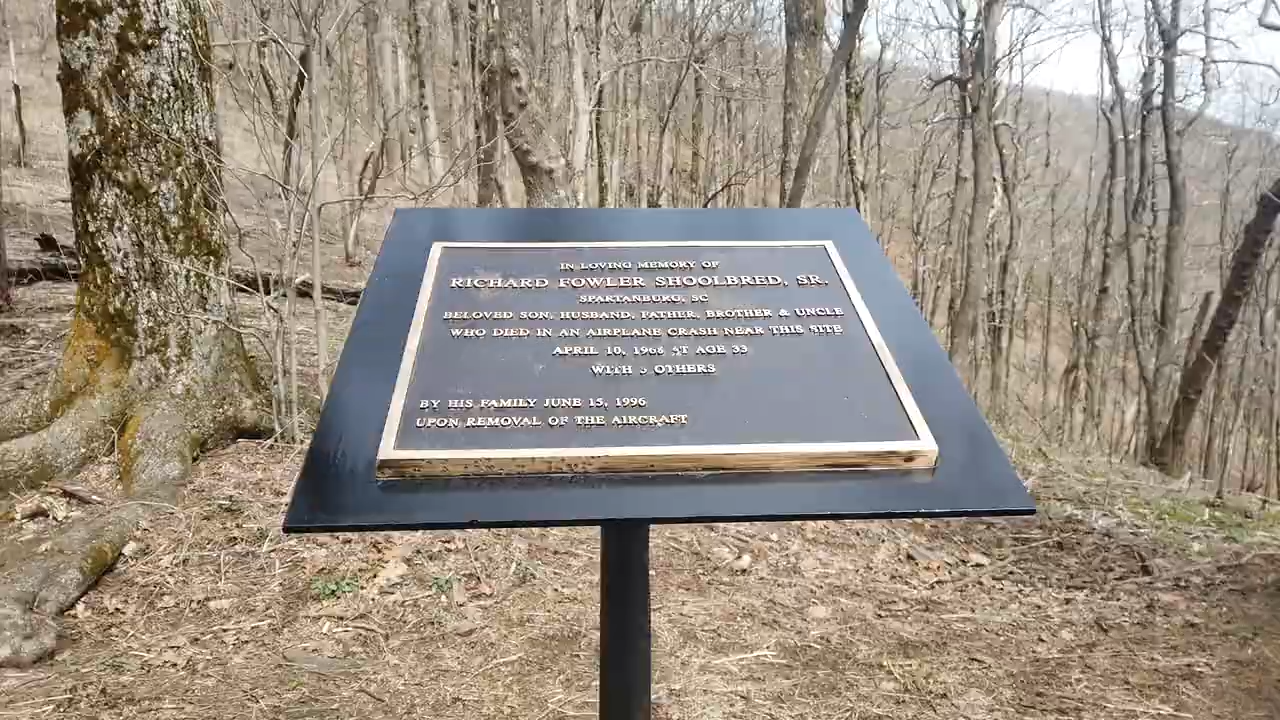 IN LOVING MEMORY OF
RICHARD FOWLER SHOOLBRED, SR.
SPARTANBURG, SC
BELOVED SON, HUSBAND, FATHER, BROTHER & UNCLE
WHO DIED IN AN AIRPLANE CRASH NEAR THIS SITE
APRIL 10, 1968 AT AGE 33
WITH OTHERS
BY HIS FAMILY JUNE 15, 1996
UPON REMOVAL OF THE AIRCRAFT